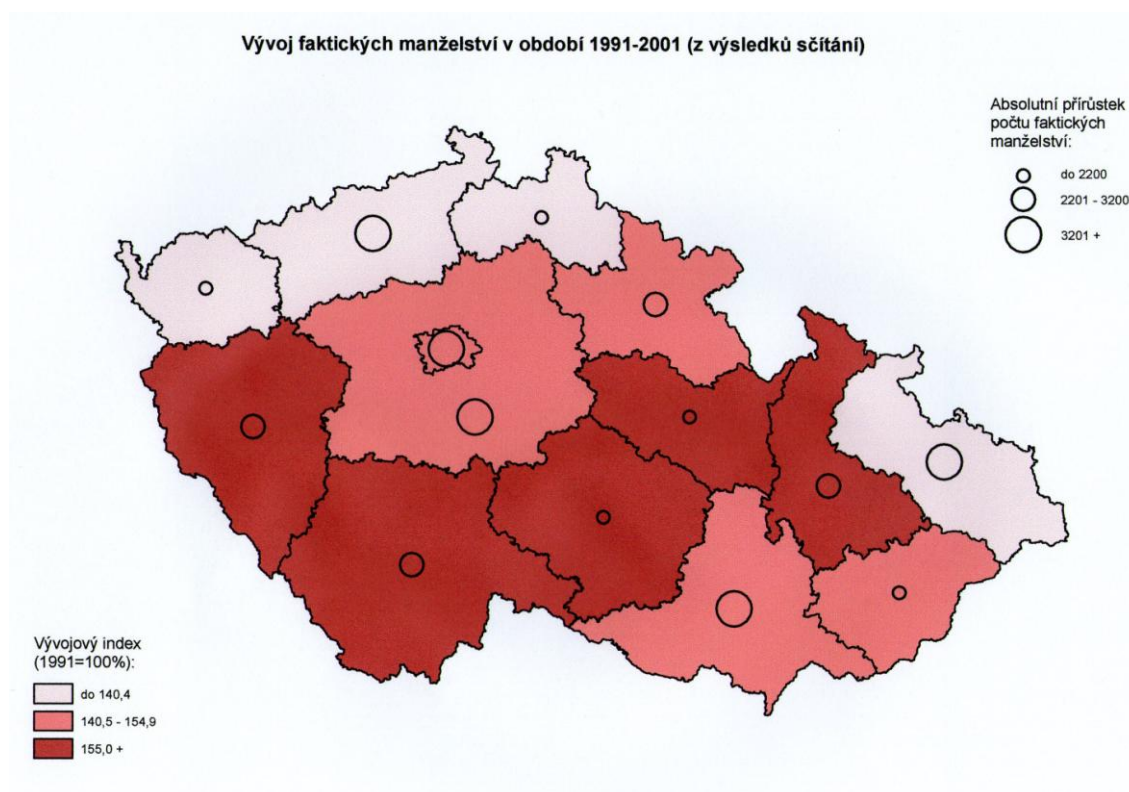 Vývoj faktických manželství v období 1991-2001 (z výsledků sčítání)
Absolutní přírůstek
počtu faktických
manželství:
do 2200
2201 - 3200
3201 +
Vývojový index
(1991=100%):
do 140,4
140,5 - 154,9
155,0 +